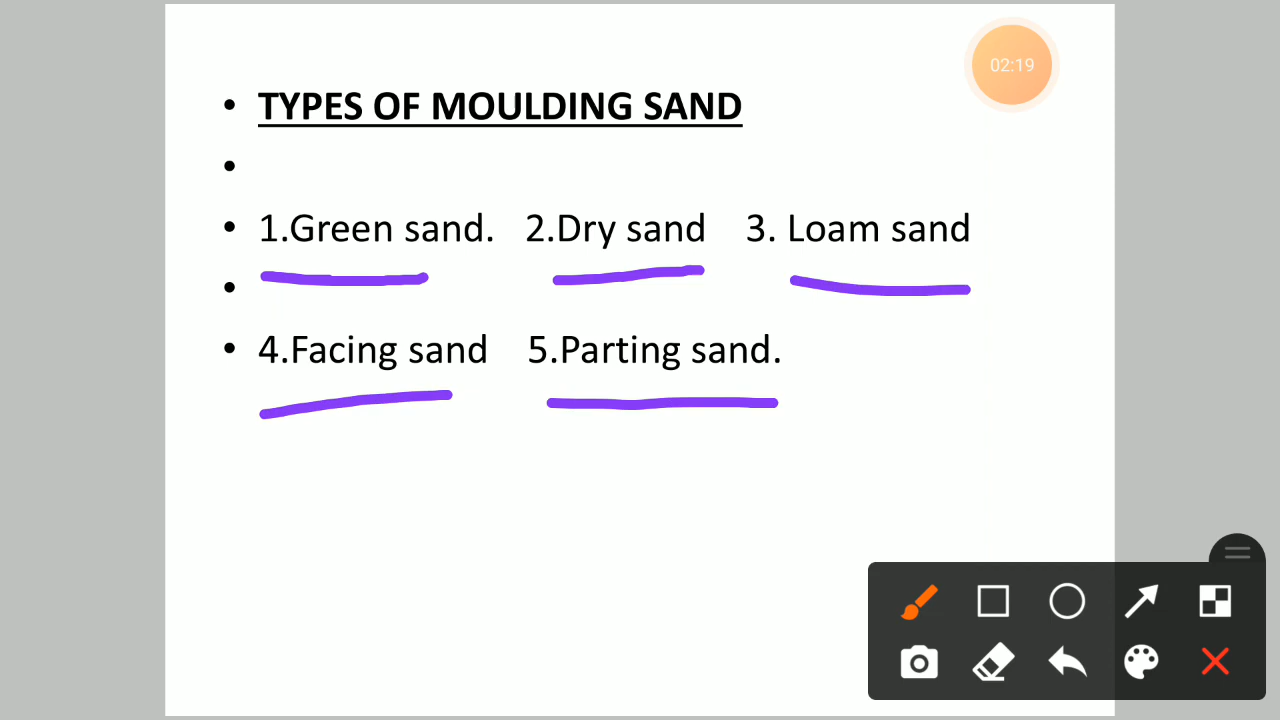 02:19
• TYPES OF MOULDING SAND
•
• 1.Green sand. 2.Dry sand 3. Loam sand
•
• 4.Facing sand 5.Parting sand.